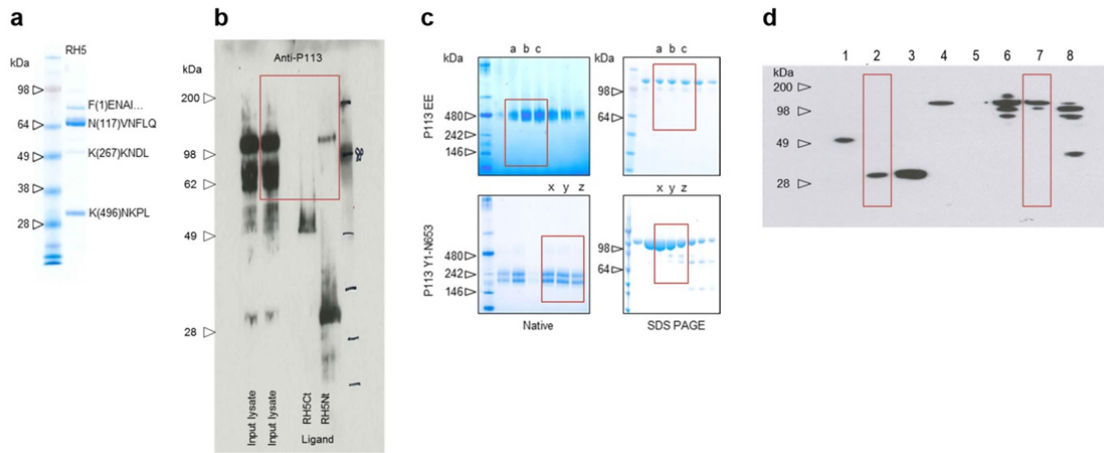 a
RH5
kDa
98
64
49
38
28
F(1)ENAI...
N(117)VNFLQ
K(267)KNDL
K(496)NKPL
b
Anti-P113
kDa
200
98
62
49
28
Input lysate
Input lysate
RH5Ct
RH5Nt
Ligand
c
kDa
a b c
480
242
146
P113 EE
kDa
a b c
98
64
x y z
480
242
146
P113 Y1-N653
Native
x y z
98
64
SDS PAGE
d
1 2 3 4 5 6 7 8
kDa
200
98
49
28